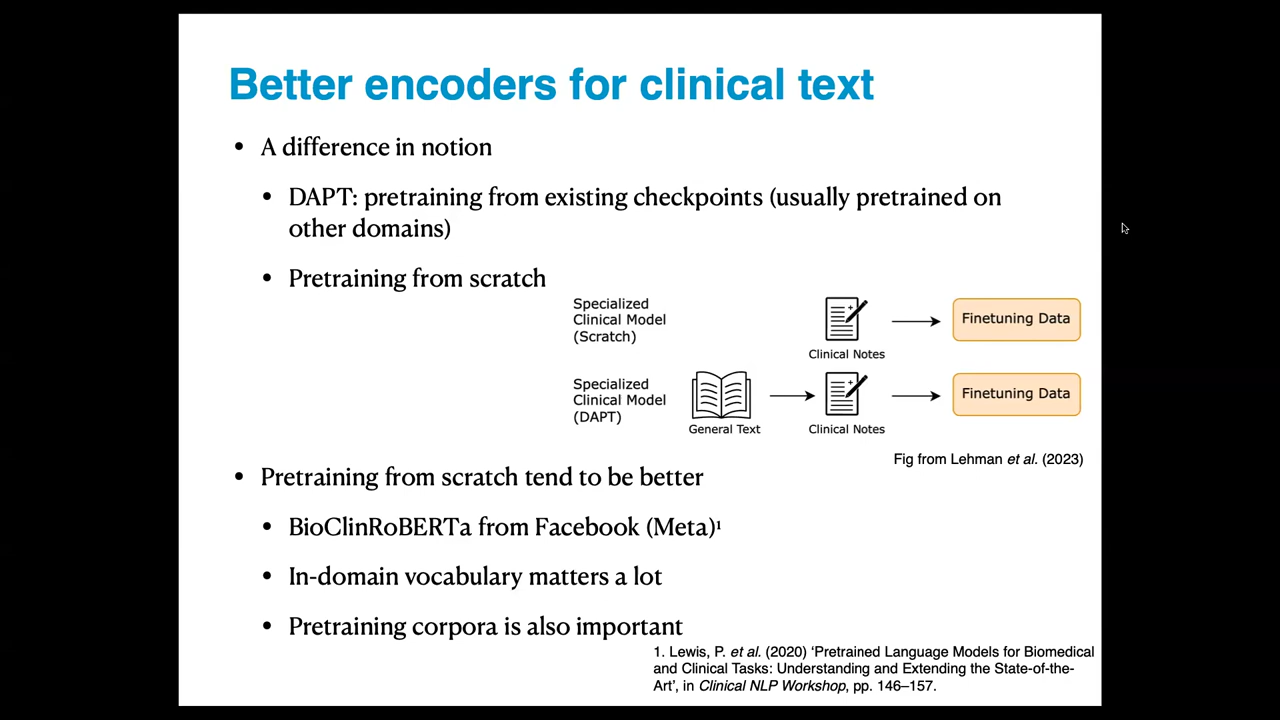 Better encoders for clinical text
• A difference in notion
• DAPT: pretraining from existing checkpoints (usually pretrained on
other domains)
• Pretraining from scratch
Specialized
Clinical Model
(Scratch)
Clinical Notes
Finetuning Data
Specialized
Clinical Model
(DAPT)
General Text
Clinical Notes
Finetuning Data
Fig from Lehman et al. (2023)
• Pretraining from scratch tend to be better
• BioClinRoBERTa from Facebook (Meta)¹
• In-domain vocabulary matters a lot
• Pretraining corpora is also important
1. Lewis, P. et al. (2020) ‘Pretrained Language Models for Biomedical
and Clinical Tasks: Understanding and Extending the State-of-the-
Art’, in Clinical NLP Workshop, pp. 146–157.